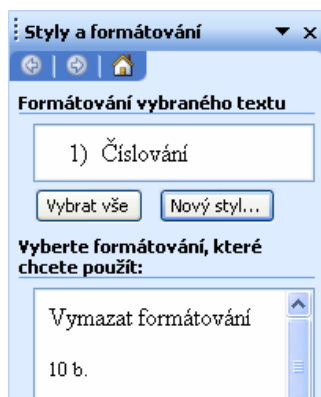 Styly a formátování
Formátování vybraného textu
1) Číslování
Vybrat vše Nový styl...
Vyberte formátování, které
chcete použít:
Vymazat formátování
10 b.